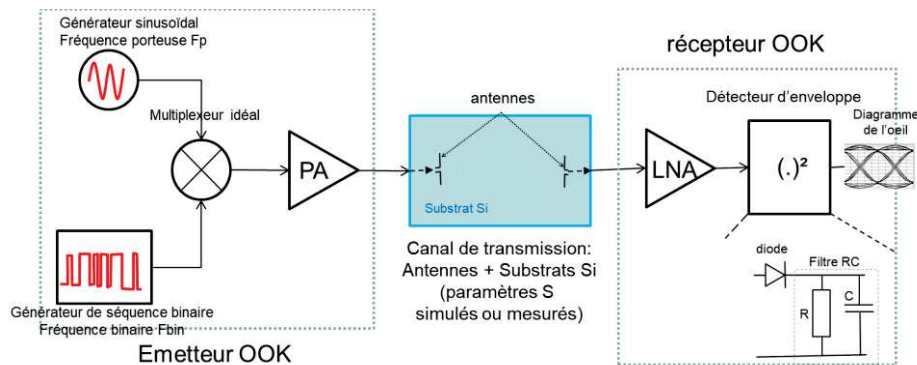 Générateur sinusoïdal
Fréquence porteuse Fp
Multiplexeur idéal
PA
Générateur de séquence binaire
Fréquence binaire Fbin
Emetteur OOK
antennes
Substrat Si
Canal de transmission:
Antennes + Substrats Si
(paramètres S
simulés ou mesurés)
récepteur OOK
Détecteur d'enveloppe
Diagramme
de l'oeil
LNA
(.)²
diode
Filtre RC
R
C